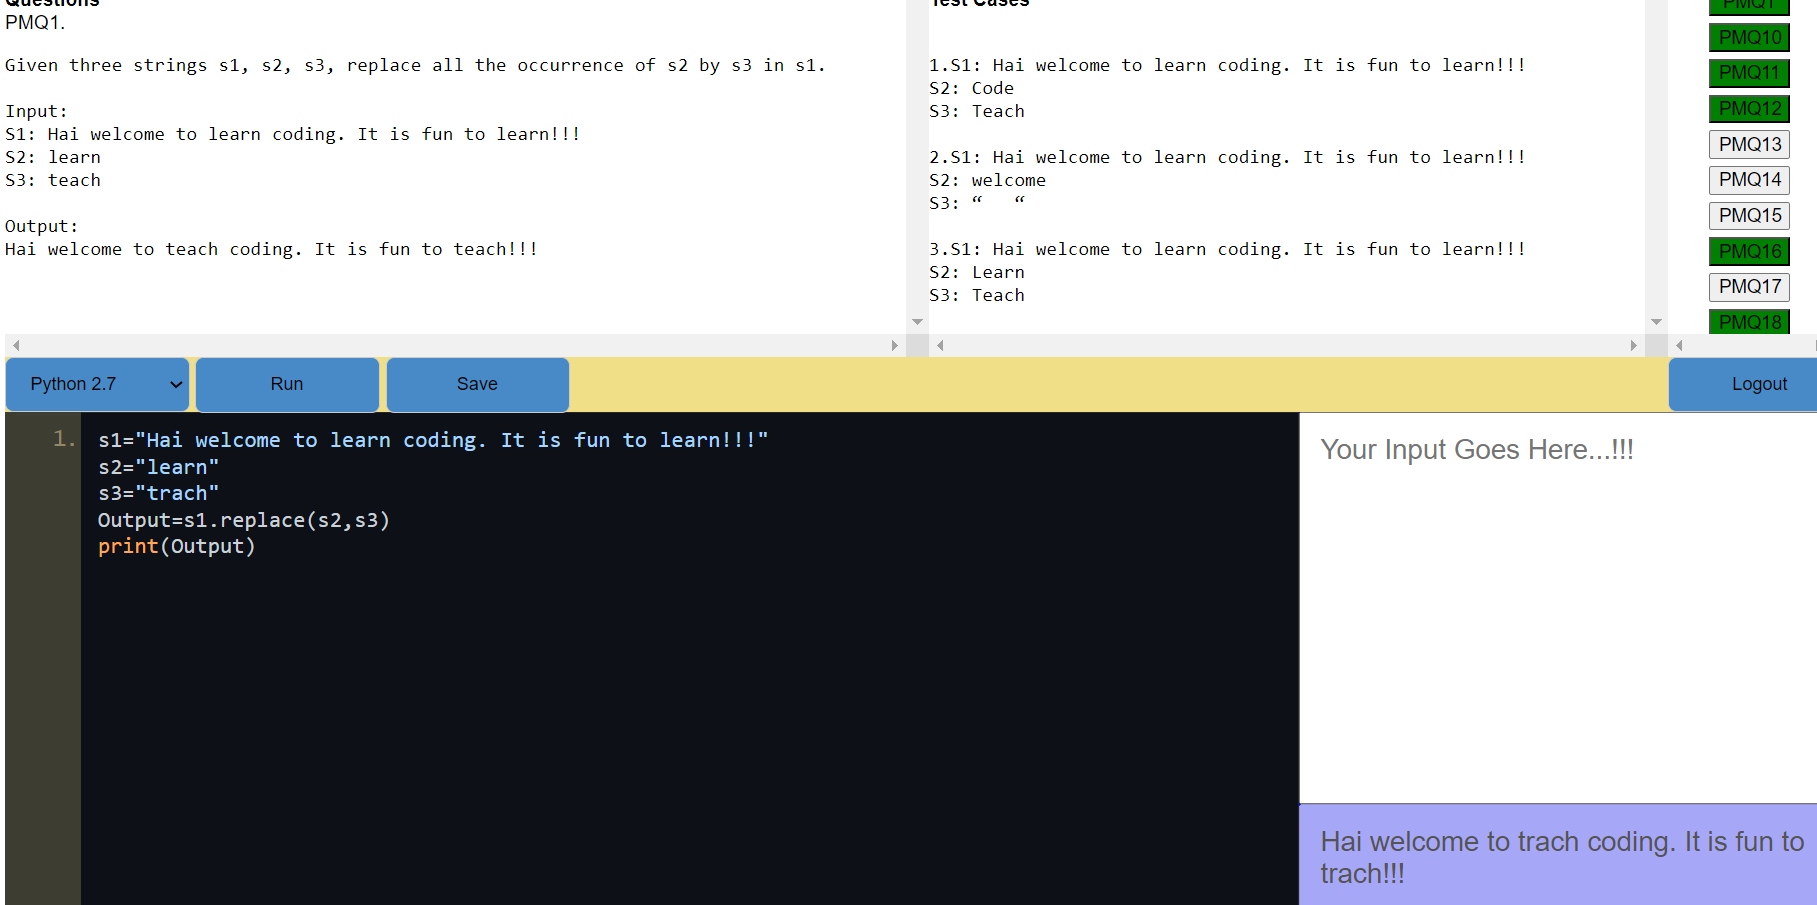 Questions
PMQ1.
Given three strings s1, s2, s3, replace all the occurrence of s2 by s3 in s1.
Input:
S1: Hai welcome to learn coding. It is fun to learn!!!
S2: learn
S3: teach
Output:
Hai welcome to teach coding. It is fun to teach!!!
Test Cases
1.S1: Hai welcome to learn coding. It is fun to learn!!!
S2: Code
S3: Teach
2.S1: Hai welcome to learn coding. It is fun to learn!!!
S2: welcome
S3: “   “
3.S1: Hai welcome to learn coding. It is fun to learn!!!
S2: Learn
S3: Teach
PMQ1
PMQ10
PMQ11
PMQ12
PMQ13
PMQ14
PMQ15
PMQ16
PMQ17
PMQ18
Python 2.7
Run
Save
Logout
1.
s1="Hai welcome to learn coding. It is fun to learn!!!"
s2="learn"
s3="trach"
Output=s1.replace(s2,s3)
print(Output)
Your Input Goes Here...!!!
Hai welcome to trach coding. It is fun to
trach!!!